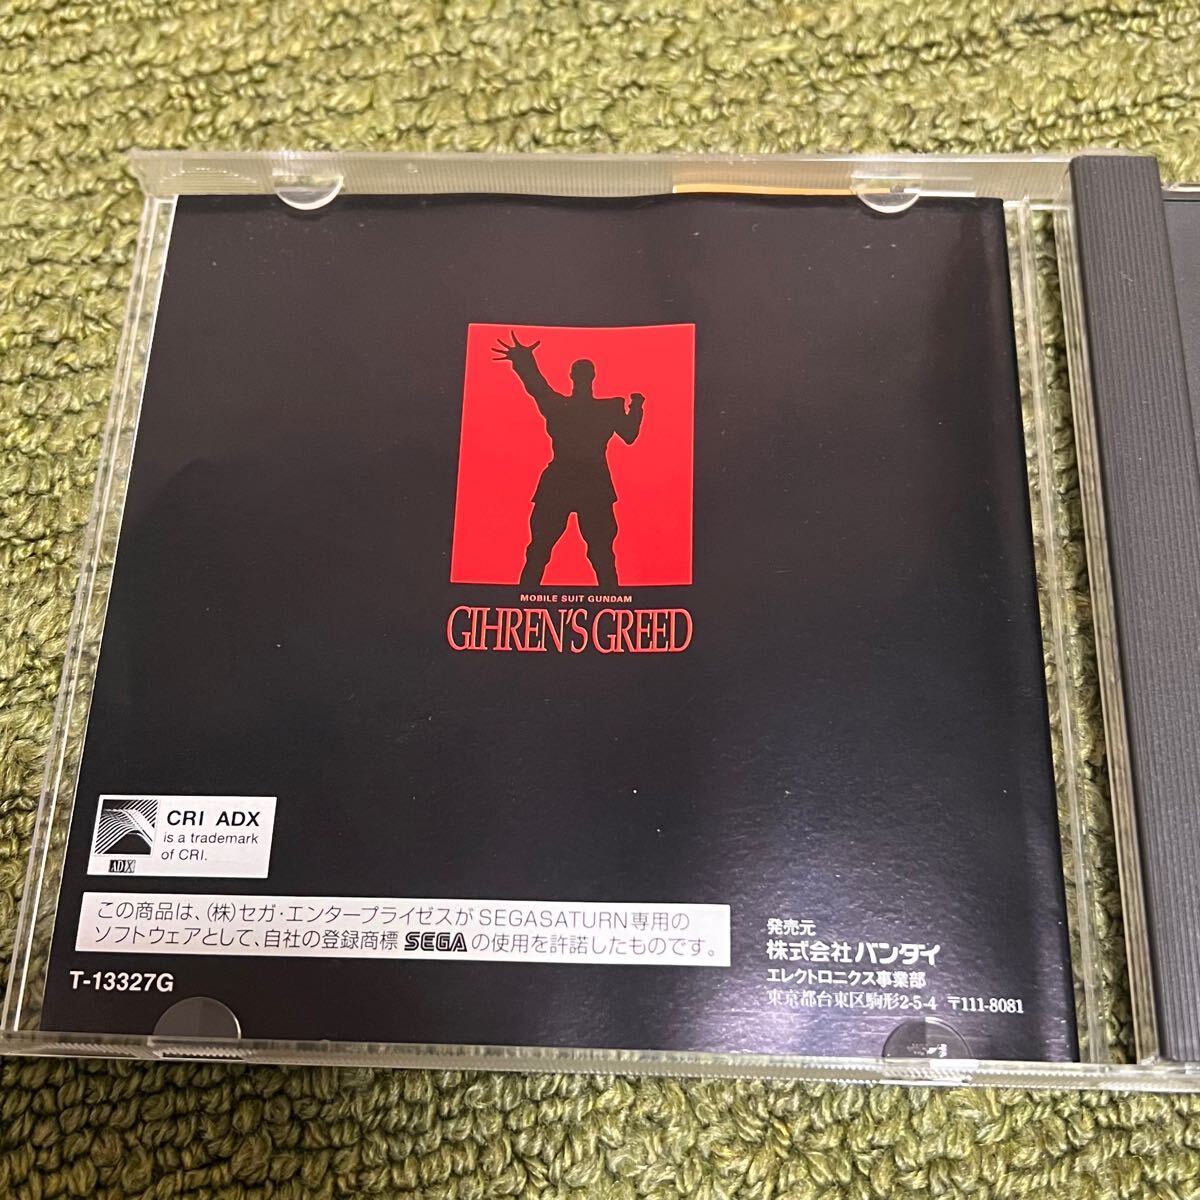 MOBILE SUIT GUNDAM
GIHREN'S GREED
CRI ADX
is a trademark
of CRI.
ADX
この商品は、(株)セガ・エンタープライゼスがSEGASATURN専用の
ソフトウェアとして、自社の登録商標 SEGA の使用を許諾したものです。
T-13327G
発売元
株式会社 バンダイ
エレクトロニクス事業部
東京都台東区駒形2-5-4 〒111-8081